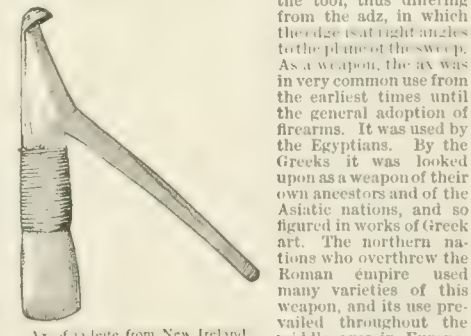 the tool, thus differing
from the adz, in which
the edge is at right angles
to the plane of the sweep.
As a weapon, the ax was
in very common use from
the earliest times until
the general adoption of
firearms. It was used by
the Egyptians. By the
Greeks it was looked
upon as a weapon of their
own ancestors and of the
Asiatic nations, and so
figured in works of Greek
art. The northern na-
tions who overthrew the
Roman empire used
many varieties of this
weapon, and its use pre-
vailed throughout the
from New Ireland